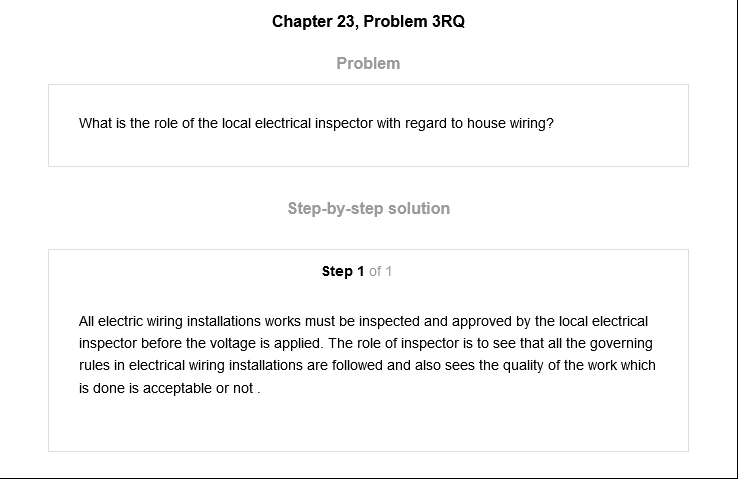 Chapter 23, Problem 3RQ
Problem
What is the role of the local electrical inspector with regard to house wiring?
Step-by-step solution
Step 1 of 1
All electric wiring installations works must be inspected and approved by the local electrical
inspector before the voltage is applied. The role of inspector is to see that all the governing
rules in electrical wiring installations are followed and also sees the quality of the work which
is done is acceptable or not .